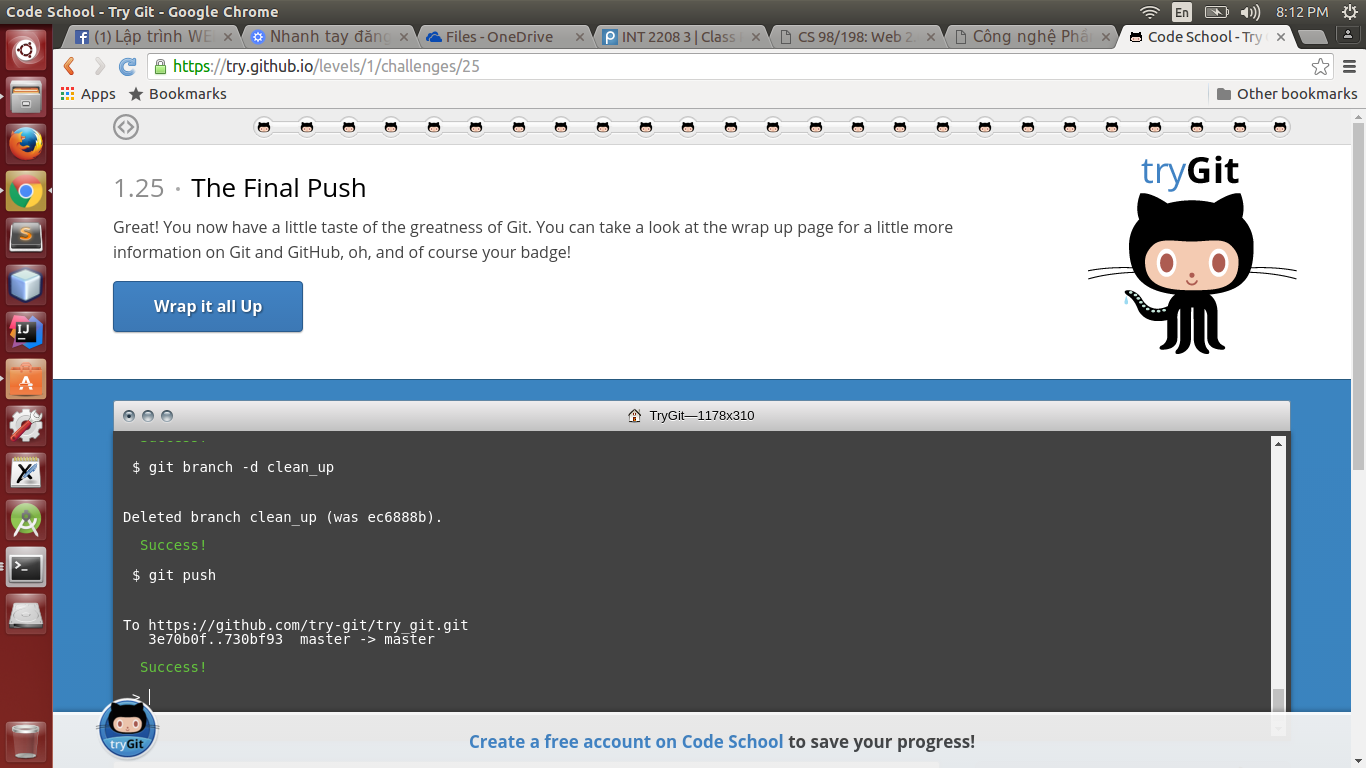 Code School - Try Git - Google Chrome
En
8:12 PM
(1) Lập trình WE
Nhanh tay đăng
Files - OneDrive
INT 2208 3 | Class
CS 98/198: Web 2.
Công nghệ Phầ
Code School - Try
https://try.github.io/levels/1/challenges/25
Apps
Bookmarks
Other bookmarks
1.25 · The Final Push
tryGit
Great! You now have a little taste of the greatness of Git. You can take a look at the wrap up page for a little more
information on Git and GitHub, oh, and of course your badge!
Wrap it all Up
TryGit—1178x310
Success!
$ git branch -d clean_up
Deleted branch clean_up (was ec6888b).
Success!
$ git push
To https://github.com/try-git/try_git.git
3e70b0f..730bf93 master -> master
Success!
>
tryGit
Create a free account on Code School to save your progress!